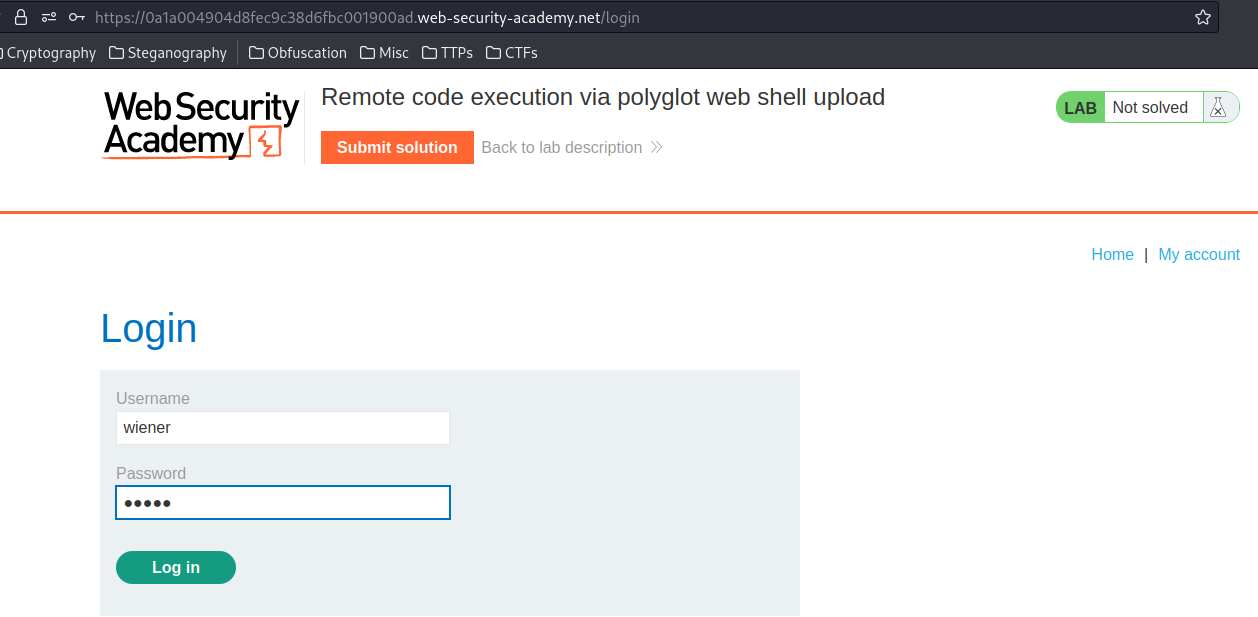 https://0a1a004904d8fec9c38d6fbc001900ad.web-security-academy.net/login
Cryptography Steganography Obfuscation Misc TTPs CTFs
Web Security
Academy
Remote code execution via polyglot web shell upload
LAB Not solved
Submit solution Back to lab description
Home | My account
Login
Username
wiener
Password
•••••
Log in